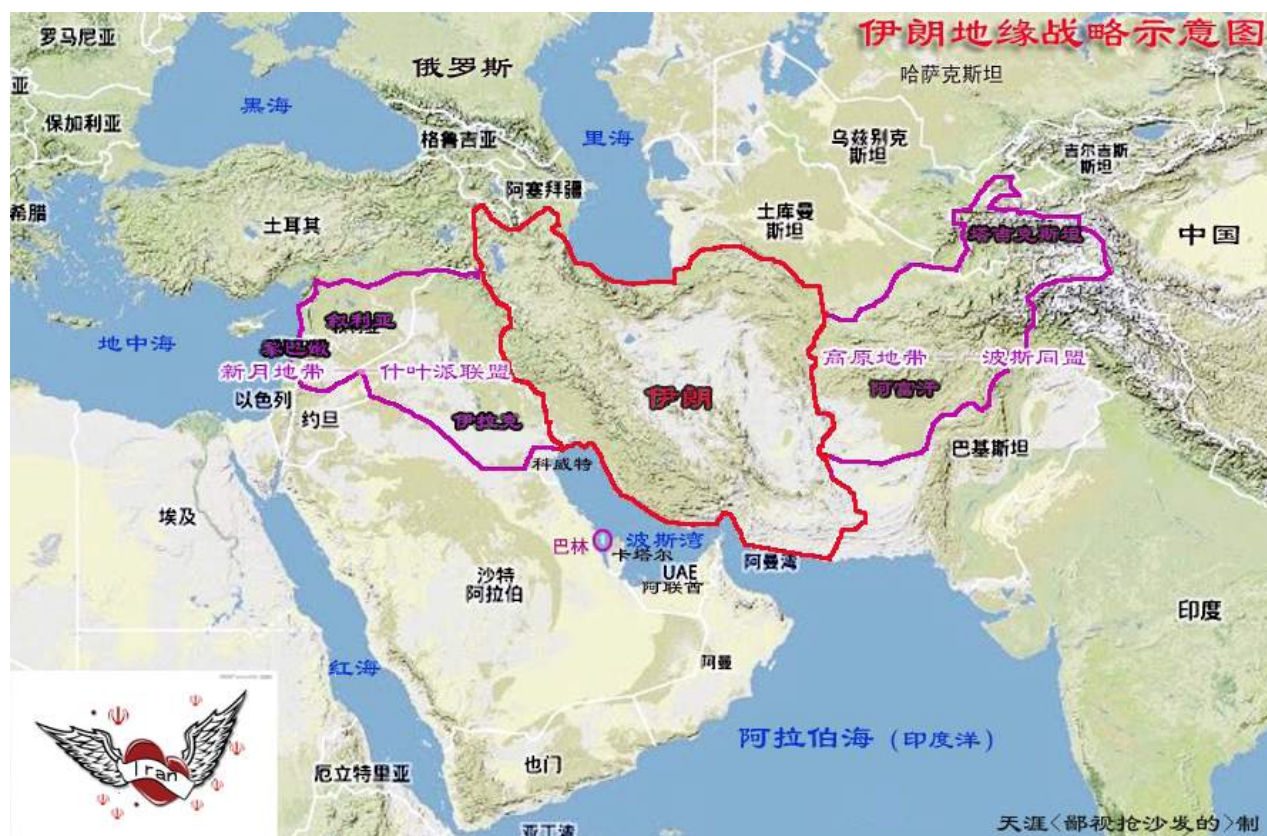 伊朗地缘战略示意图
罗马尼亚
俄罗斯
哈萨克斯坦
亚
黑海
保加利亚
格鲁吉亚
里海
乌兹别克
斯坦
吉尔吉斯
斯坦
希腊
阿塞拜疆
土耳其
土库曼
斯坦
塔吉克斯坦
中国
叙利亚
地中海
黎巴嫩
新月地带
什叶派联盟
高原地带
波斯同盟
以色列
伊朗
阿富汗
约旦
伊拉克
科威特
巴基斯坦
埃及
巴林
波斯湾
卡塔尔
阿曼湾
沙特
阿拉伯
UAE
阿联酋
印度
红海
阿曼
阿拉伯海（印度洋）
Iran
厄立特里亚
也门
亚丁湾
天涯<鄙视抢沙发的>制